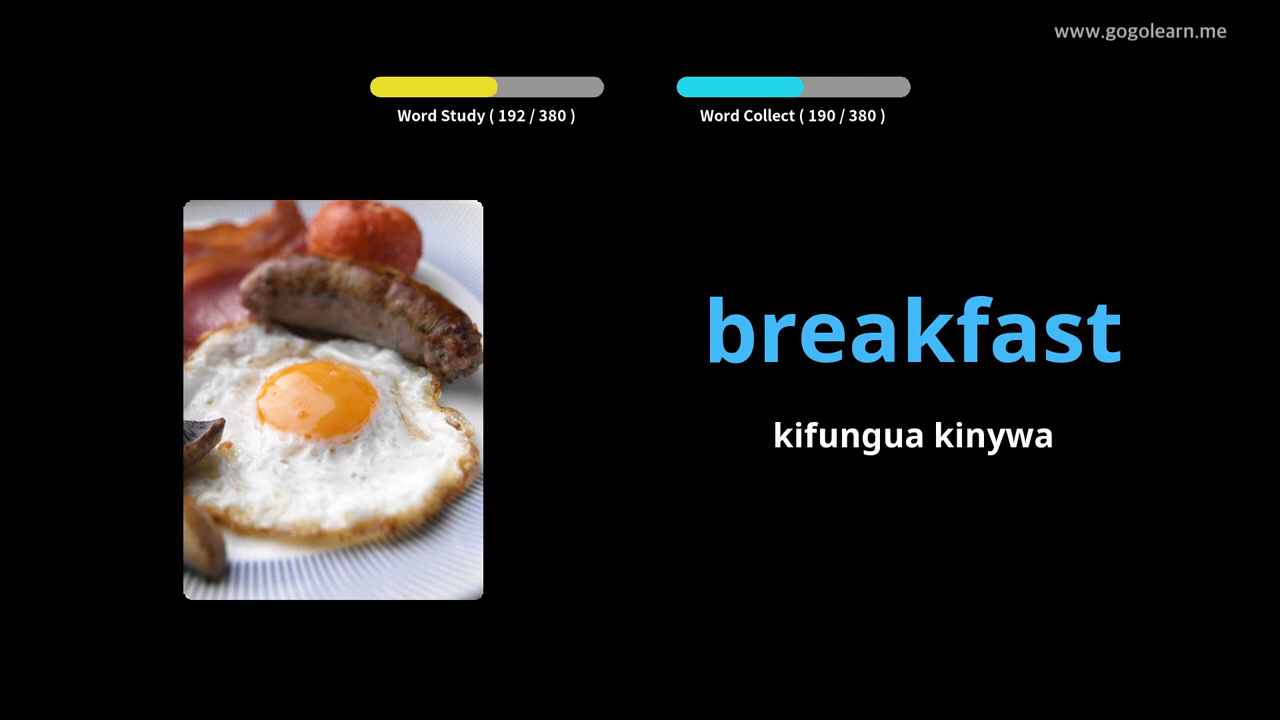 www.gogolearn.me
Word Study ( 192 / 380 )
Word Collect ( 190 / 380 )
breakfast
kifungua kinywa